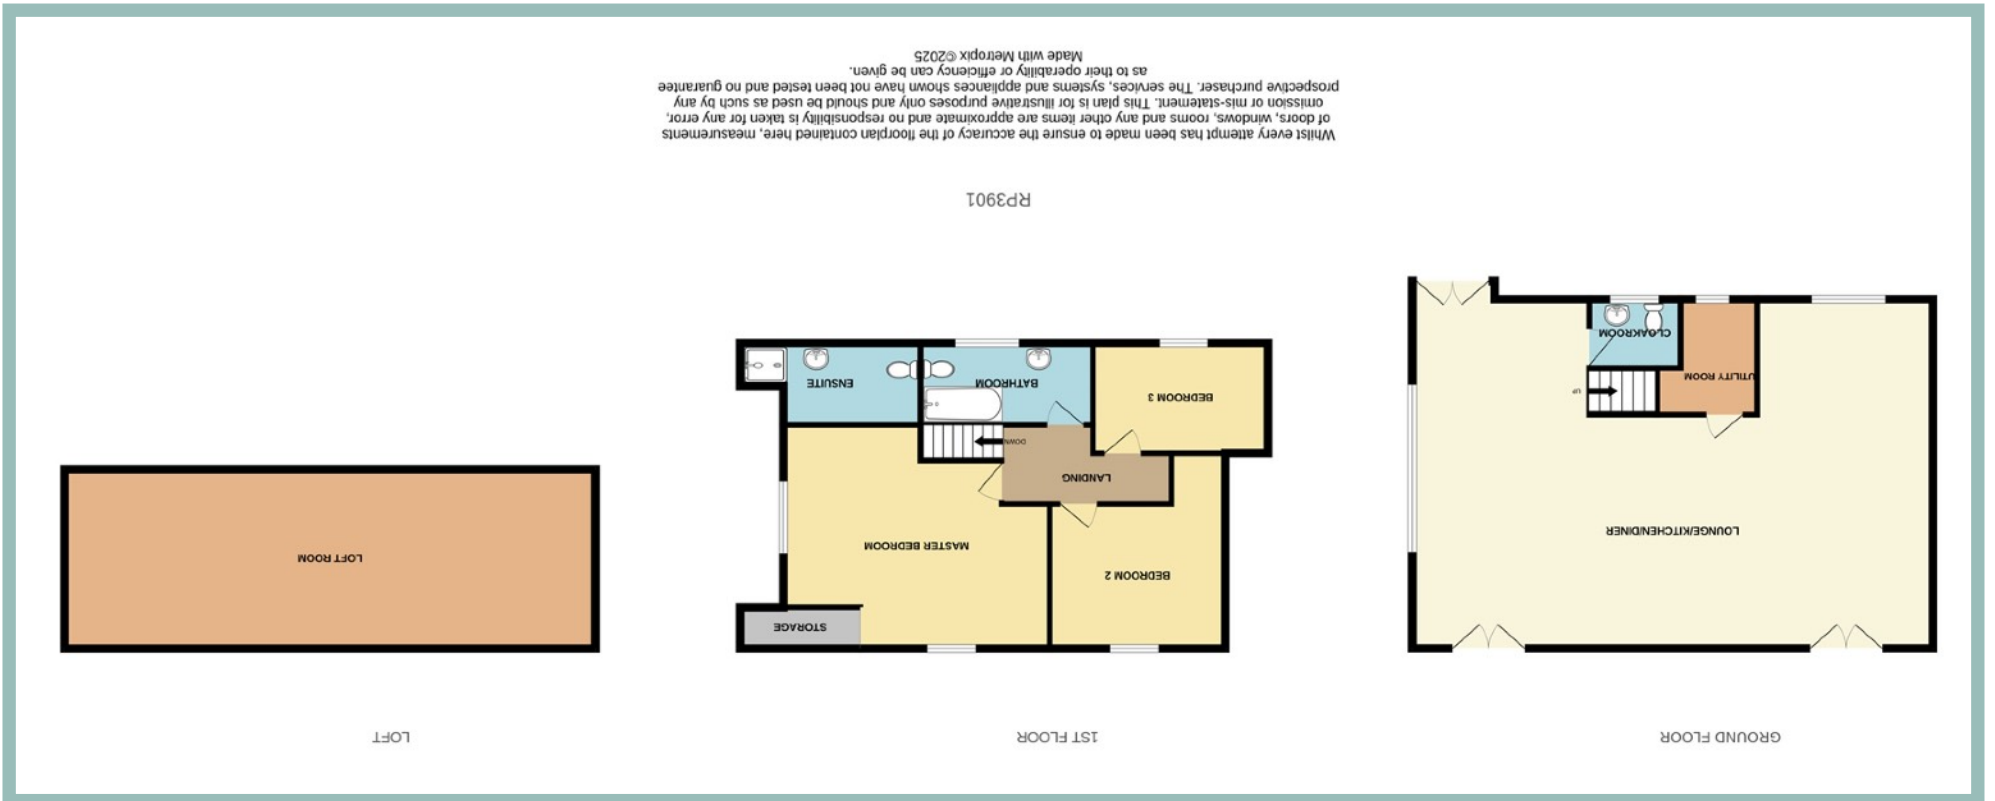 GROUND FLOOR
1ST FLOOR
LOFT
LOUNGE/KITCHEN/DINER
UTILITY ROOM
UP
CLOAKROOM
BEDROOM 2
MASTER BEDROOM
STORAGE
LANDING
DOWN
BEDROOM 3
BATHROOM
ENSUITE
LOFT ROOM
RP3901
Whilst every attempt has been made to ensure the accuracy of the floorplan contained here, measurements
of doors, windows, rooms and any other items are approximate and no responsibility is taken for any error,
omission or mis-statement. This plan is for illustrative purposes only and should be used as such by any
prospective purchaser. The services, systems and appliances shown have not been tested and no guarantee
as to their operability or efficiency can be given.
Made with Metropix ©2025